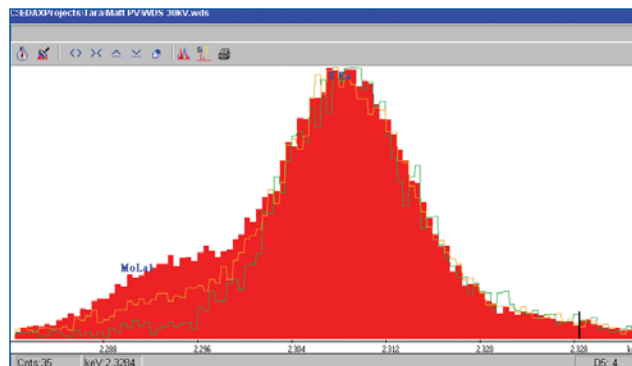 C:\EDAXProjects\Tara\Matt PV\WDS 30kV.wds
MoLa1
2.288 2.296 2.304 2.312 2.320 2.328
Cnts:35 keV:2.3284 D5: 4